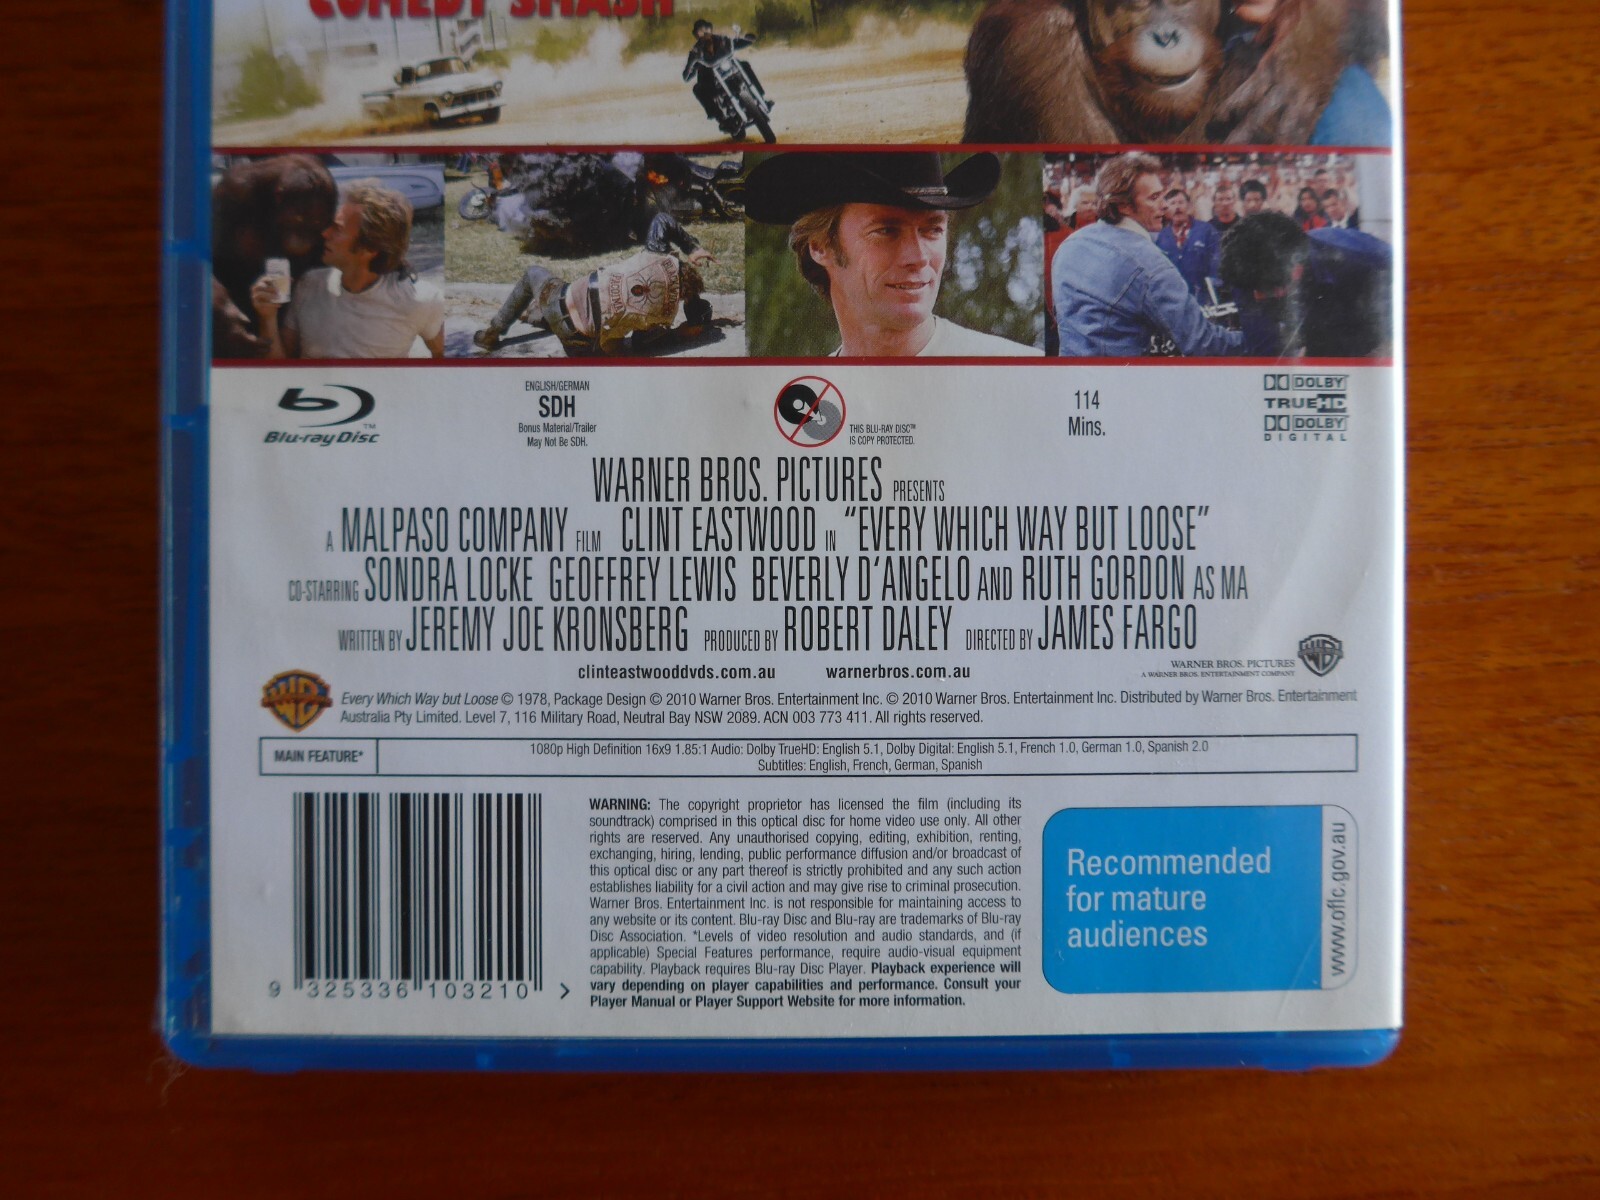 COMEDY SMASH
Blu-ray Disc™
ENGLISH/GERMAN
SDH
Bonus Material/Trailer
May Not Be SDH.
THIS BLU-RAY DISC™
IS COPY PROTECTED.
114
Mins.
DOLBY
TRUEHD
DOLBY
DIGITAL
WARNER BROS. PICTURES PRESENTS
A MALPASO COMPANY FILM CLINT EASTWOOD IN "EVERY WHICH WAY BUT LOOSE"
CO-STARRING SONDRA LOCKE GEOFFREY LEWIS BEVERLY D'ANGELO AND RUTH GORDON AS MA
WRITTEN BY JEREMY JOE KRONSBERG PRODUCED BY ROBERT DALEY DIRECTED BY JAMES FARGO
clinteastwooddvds.com.au warnerbros.com.au
WARNER BROS. PICTURES
A WARNER BROS. ENTERTAINMENT COMPANY
Every Which Way but Loose © 1978, Package Design © 2010 Warner Bros. Entertainment Inc. © 2010 Warner Bros. Entertainment Inc. Distributed by Warner Bros. Entertainment
Australia Pty Limited. Level 7, 116 Military Road, Neutral Bay NSW 2089. ACN 003 773 411. All rights reserved.
MAIN FEATURE*
1080p High Definition 16x9 1.85:1 Audio: Dolby TrueHD: English 5.1, Dolby Digital: English 5.1, French 1.0, German 1.0, Spanish 2.0
Subtitles: English, French, German, Spanish
9 325336 103210 >
WARNING: The copyright proprietor has licensed the film (including its
soundtrack) comprised in this optical disc for home video use only. All other
rights are reserved. Any unauthorised copying, editing, exhibition, renting,
exchanging, hiring, lending, public performance diffusion and/or broadcast of
this optical disc or any part thereof is strictly prohibited and any such action
establishes liability for a civil action and may give rise to criminal prosecution.
Warner Bros. Entertainment Inc. is not responsible for maintaining access to
any website or its content. Blu-ray Disc and Blu-ray are trademarks of Blu-ray
Disc Association. *Levels of video resolution and audio standards, and (if
applicable) Special Features performance, require audio-visual equipment
capability. Playback requires Blu-ray Disc Player. Playback experience will
vary depending on player capabilities and performance. Consult your
Player Manual or Player Support Website for more information.
Recommended
for mature
audiences
www.oflc.gov.au